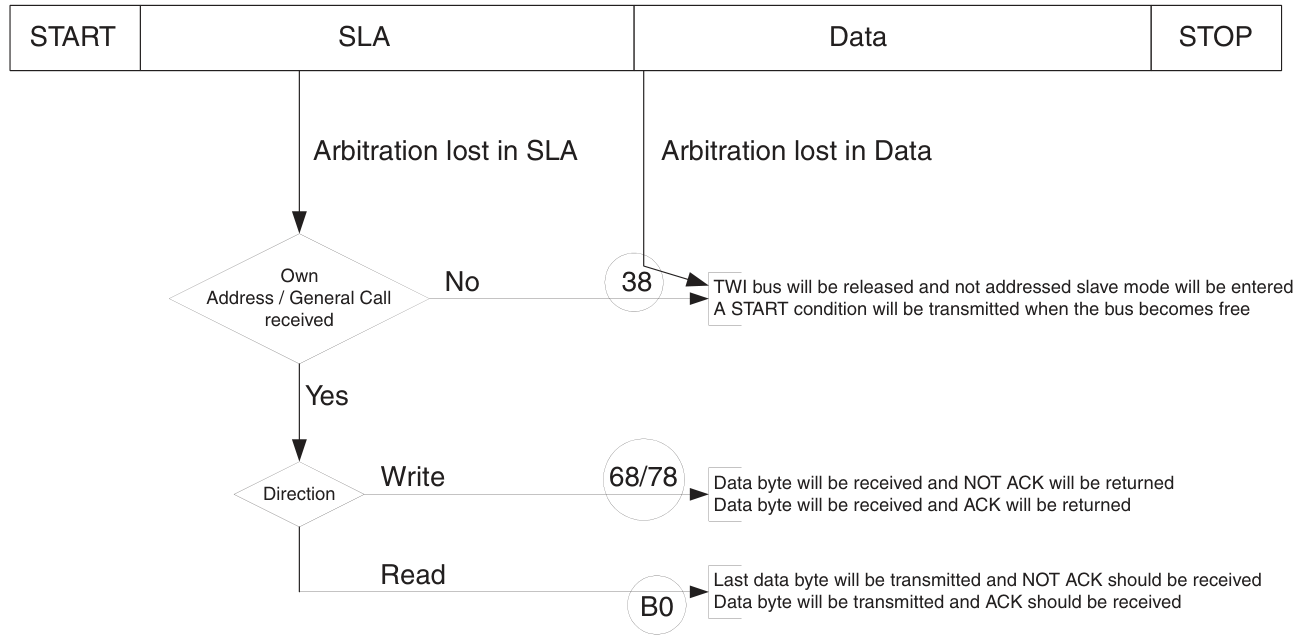 START
SLA
Data
STOP
Arbitration lost in SLA
Arbitration lost in Data
Own
Address / General Call
received
No
38
TWI bus will be released and not addressed slave mode will be entered
A START condition will be transmitted when the bus becomes free
Yes
Direction
Write
68/78
Data byte will be received and NOT ACK will be returned
Data byte will be received and ACK will be returned
Read
B0
Last data byte will be transmitted and NOT ACK should be received
Data byte will be transmitted and ACK should be received